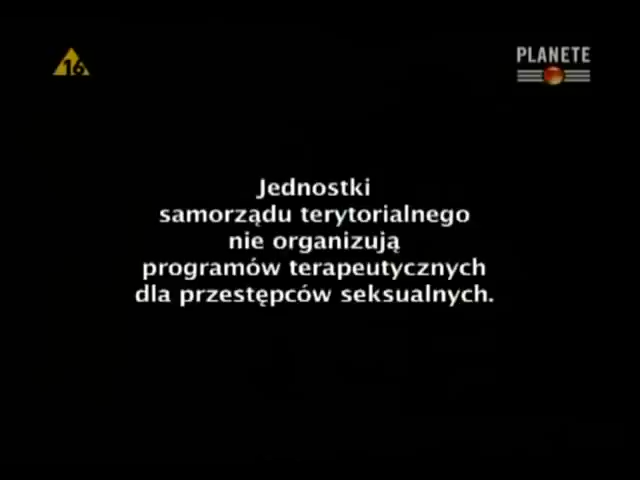 16
PLANETE
Jednostki
samorządu terytorialnego
nie organizują
programów terapeutycznych
dla przestępców seksualnych.